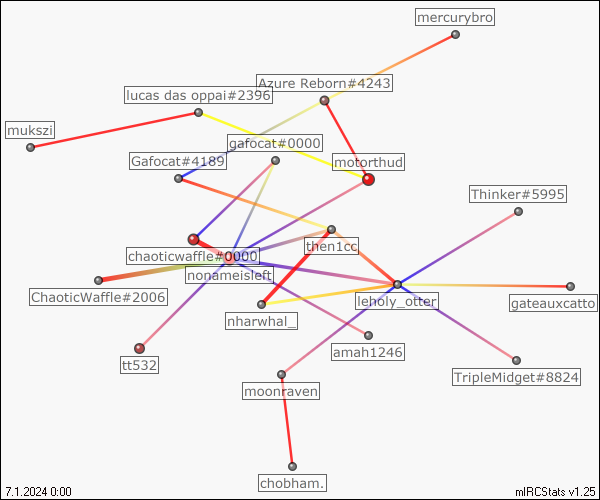 mercurybro
Azure Reborn#4243
lucas das oppai#2396
mukszi
gafocat#0000
Gafocat#4189
motorthud
Thinker#5995
then1cc
chaoticwaffle#0000
nonameisleft
ChaoticWaffle#2006
leholy_otter
gateauxcatto
nharwhal_
amah1246
tt532
TripleMidget#8824
moonraven
chobham.
7.1.2024 0:00
mIRCStats v1.25